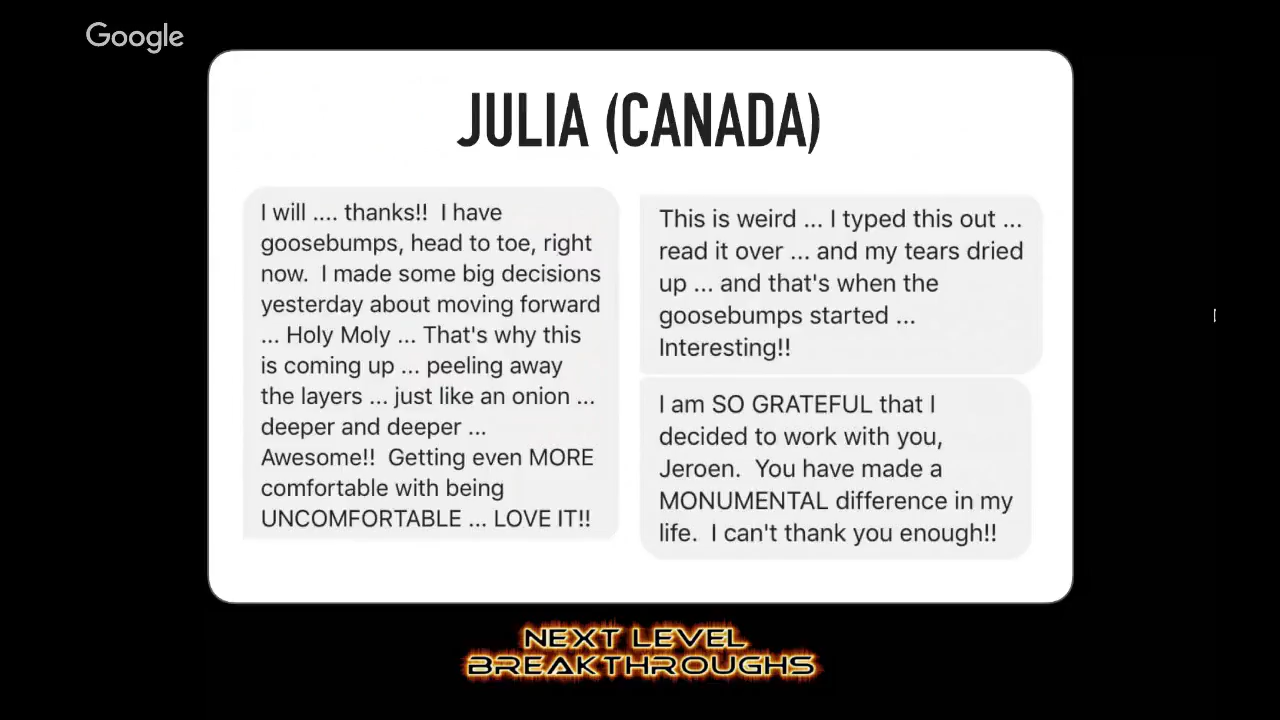 Google
JULIA (CANADA)
I will .... thanks!!  I have
goosebumps, head to toe, right
now.  I made some big decisions
yesterday about moving forward
... Holy Moly ... That's why this
is coming up ... peeling away
the layers ... just like an onion ...
deeper and deeper ...
Awesome!!  Getting even MORE
comfortable with being
UNCOMFORTABLE ... LOVE IT!!
This is weird ... I typed this out ...
read it over ... and my tears dried
up ... and that's when the
goosebumps started ...
Interesting!!
I am SO GRATEFUL that I
decided to work with you,
Jeroen.  You have made a
MONUMENTAL difference in my
life.  I can't thank you enough!!
NEXT LEVEL
BREAKTHROUGHS